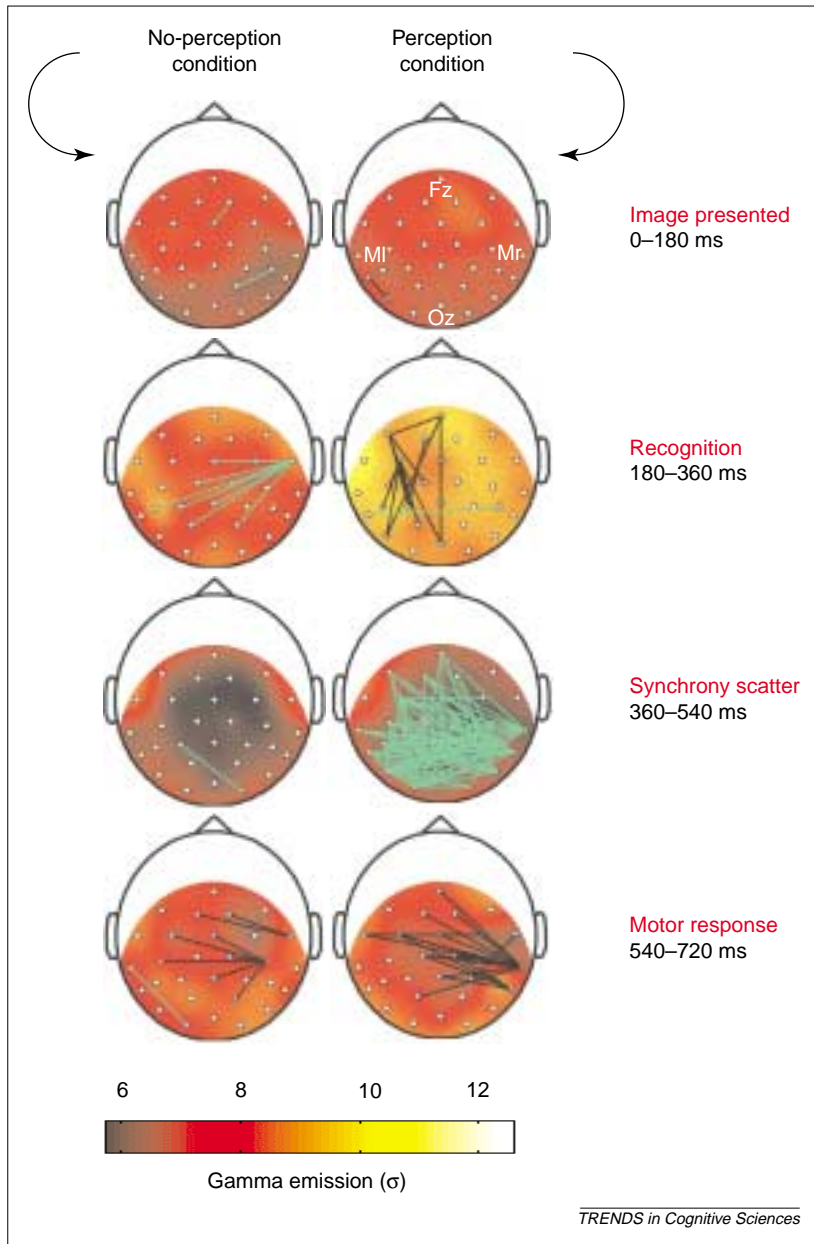 No-perception
condition
Perception
condition
Fz
Ml
Mr
Oz
Image presented
0–180 ms
Recognition
180–360 ms
Synchrony scatter
360–540 ms
Motor response
540–720 ms
6 8 10 12
Gamma emission (σ)
TRENDS in Cognitive Sciences